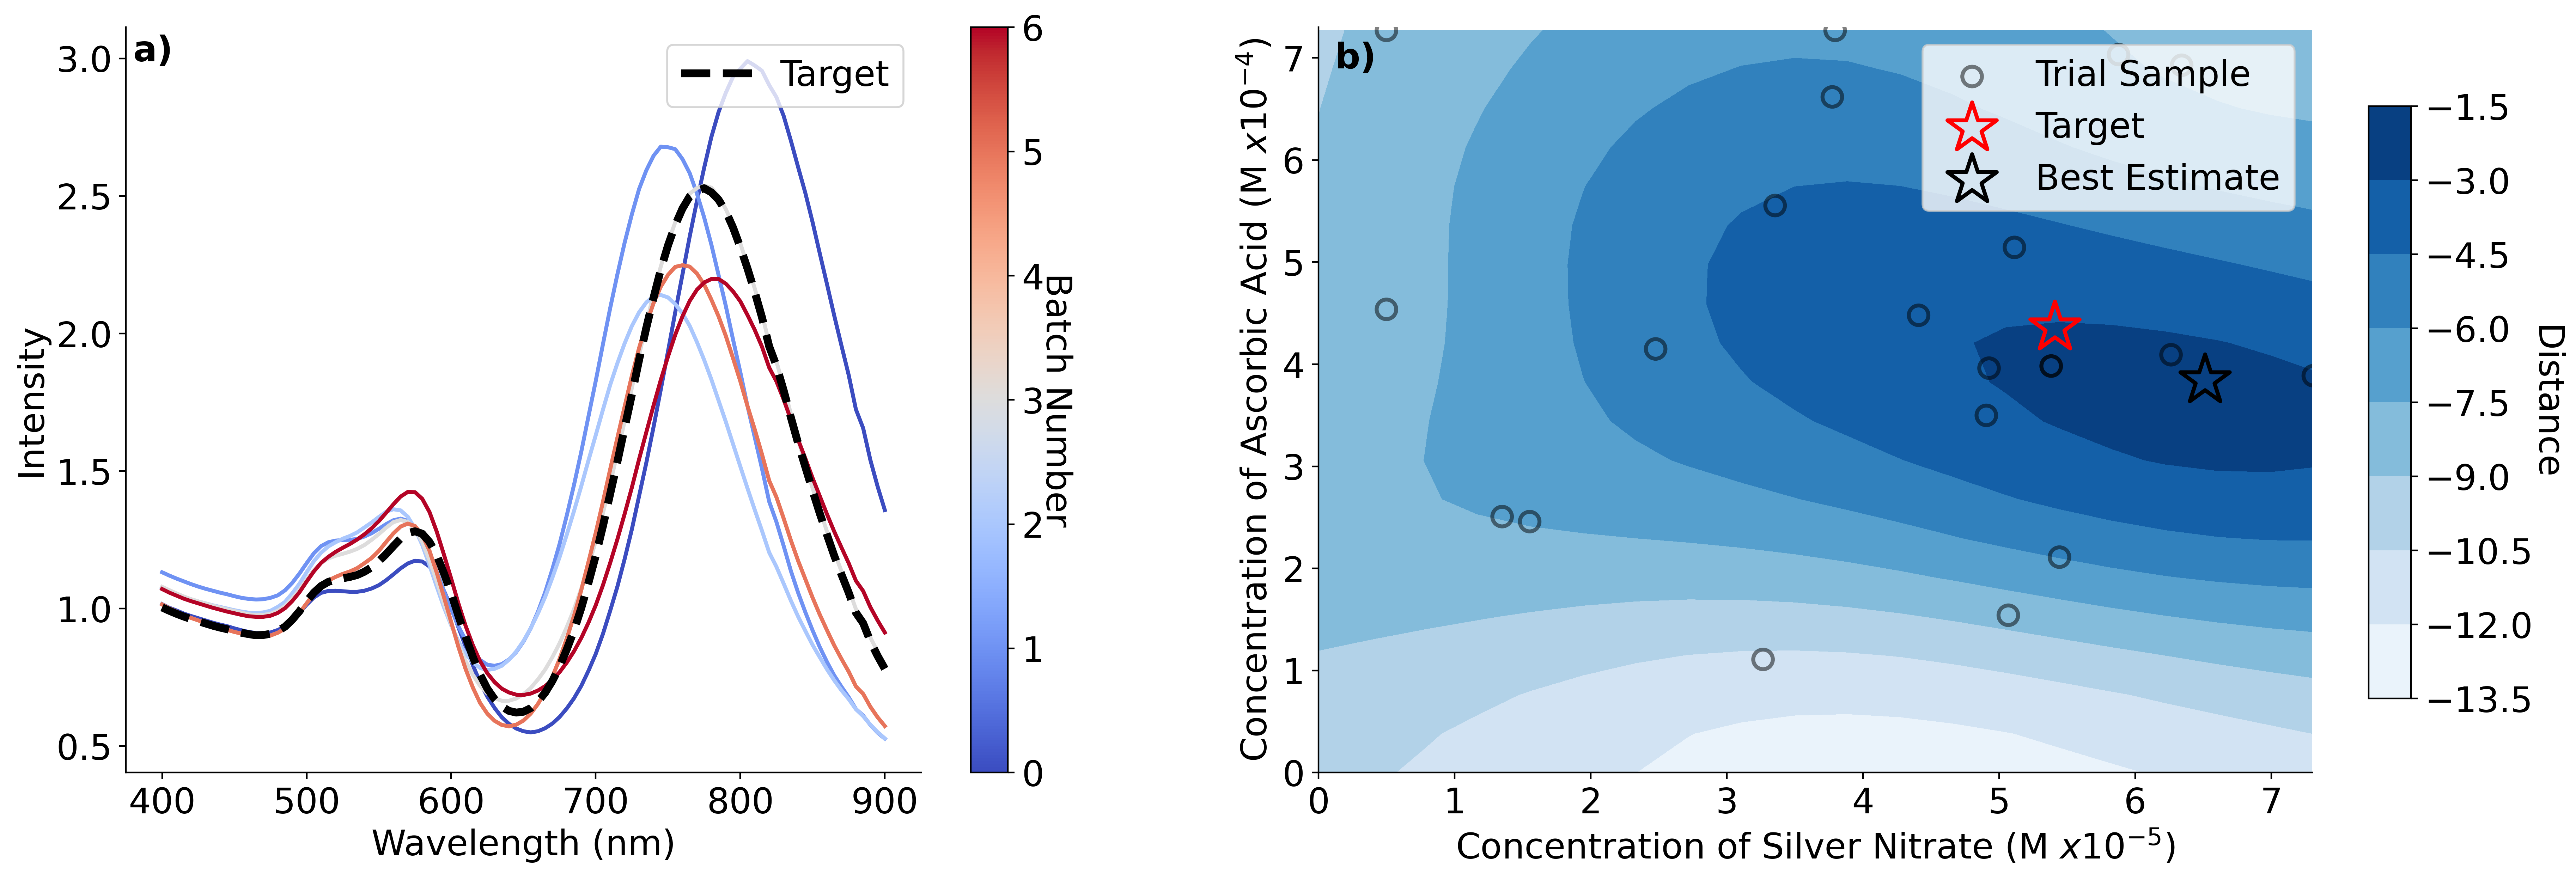 a)
Target
3.0
2.5
2.0
1.5
1.0
0.5
Intensity
400 500 600 700 800 900
Wavelength (nm)
6
5
4
3
2
1
0
Batch Number
b)
Trial Sample
Target
Best Estimate
7
6
5
4
3
2
1
0
Concentration of Ascorbic Acid (M x10⁻⁴)
0 1 2 3 4 5 6 7
Concentration of Silver Nitrate (M x10⁻⁵)
−1.5
−3.0
−4.5
−6.0
−7.5
−9.0
−10.5
−12.0
−13.5
Distance